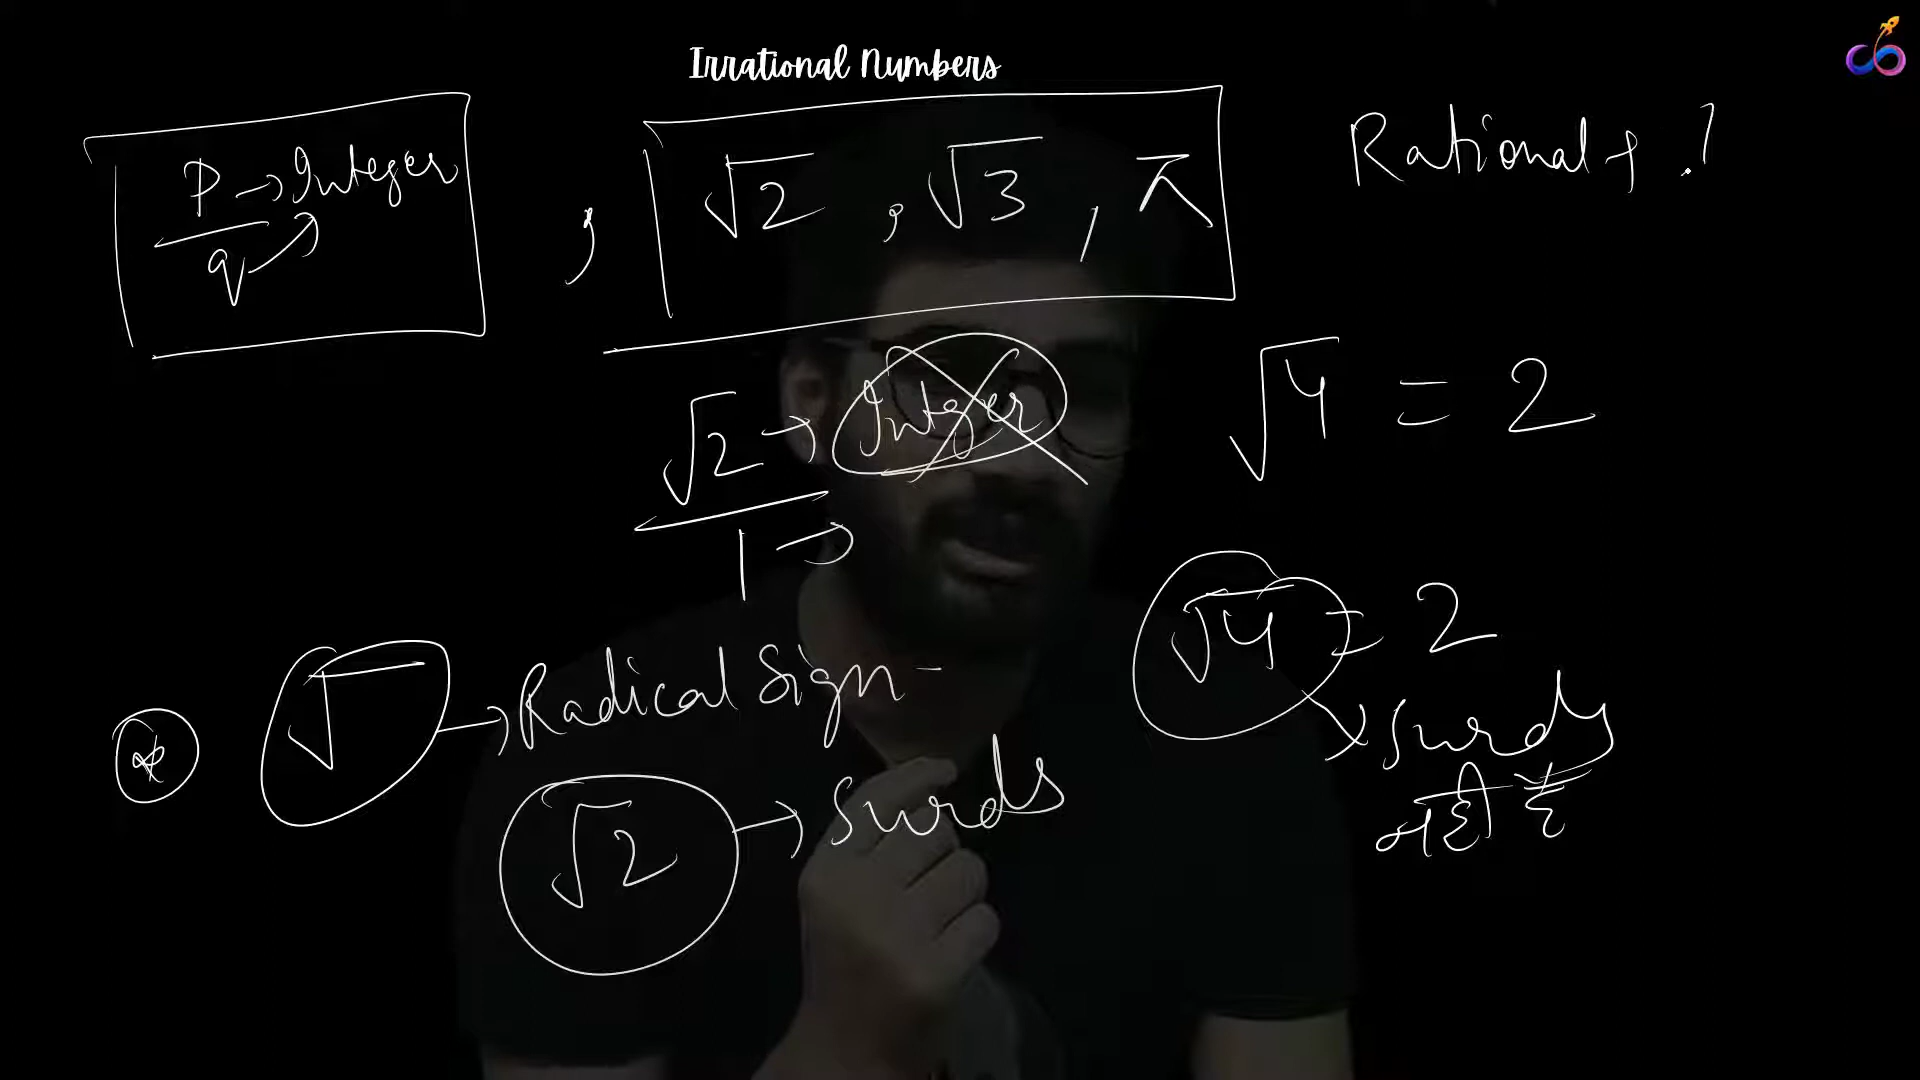 Irrational Numbers
P → Integer
q
, √2 , √3 , π
Rational + ?
√2 → Integer
1 →
√4 = 2
√ → Radical Sign -
√4 = 2
→ Surds
नहीं है
√2 → Surds